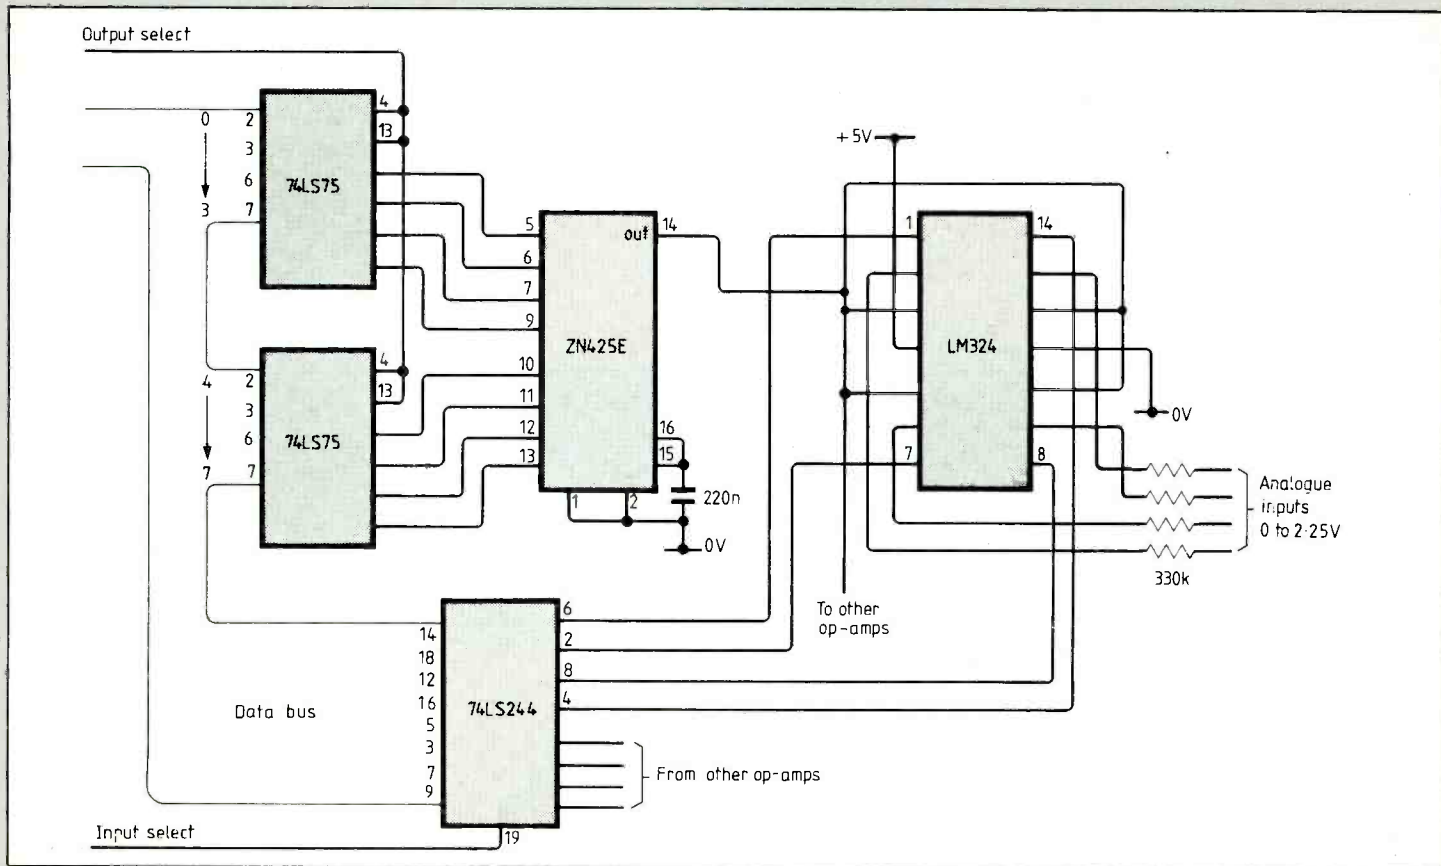 Output select
0
3
2
3
6
7
74LS75
4
13
4
7
2
3
6
7
74LS75
4
13
5
6
7
9
10
11
12
13
out
14
ZN425E
16
15
1
2
220n
0V
+5V
1
14
LM324
7
8
0V
Analogue
inputs
0 to 2·25V
330k
To other
op-amps
Data bus
14
18
12
16
5
3
7
9
74LS244
6
2
8
4
19
From other op-amps
Input select